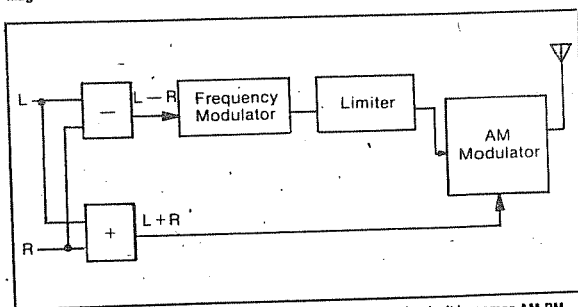 L
L − R
Frequency
Modulator
Limiter
AM
Modulator
−
+
L + R
R